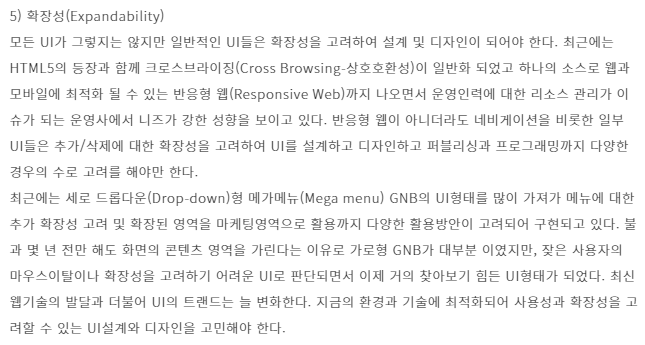 5) 확장성(Expandability)
모든 UI가 그렇지는 않지만 일반적인 UI들은 확장성을 고려하여 설계 및 디자인이 되어야 한다. 최근에는
HTML5의 등장과 함께 크로스브라이징(Cross Browsing-상호호환성)이 일반화 되었고 하나의 소스로 웹과
모바일에 최적화 될 수 있는 반응형 웹(Responsive Web)까지 나오면서 운영인력에 대한 리소스 관리가 이
슈가 되는 운영사에서 니즈가 강한 성향을 보이고 있다. 반응형 웹이 아니더라도 네비게이션을 비롯한 일부
UI들은 추가/삭제에 대한 확장성을 고려하여 UI를 설계하고 디자인하고 퍼블리싱과 프로그래밍까지 다양한
경우의 수로 고려를 해야만 한다.
최근에는 세로 드롭다운(Drop-down)형 메가메뉴(Mega menu) GNB의 UI형태를 많이 가져가 메뉴에 대한
추가 확장성 고려 및 확장된 영역을 마케팅영역으로 활용까지 다양한 활용방안이 고려되어 구현되고 있다. 불
과 몇 년 전만 해도 화면의 콘텐츠 영역을 가린다는 이유로 가로형 GNB가 대부분 이였지만, 잦은 사용자의
마우스이탈이나 확장성을 고려하기 어려운 UI로 판단되면서 이제 거의 찾아보기 힘든 UI형태가 되었다. 최신
웹기술의 발달과 더불어 UI의 트랜드는 늘 변화한다. 지금의 환경과 기술에 최적화되어 사용성과 확장성을 고
려할 수 있는 UI설계와 디자인을 고민해야 한다.